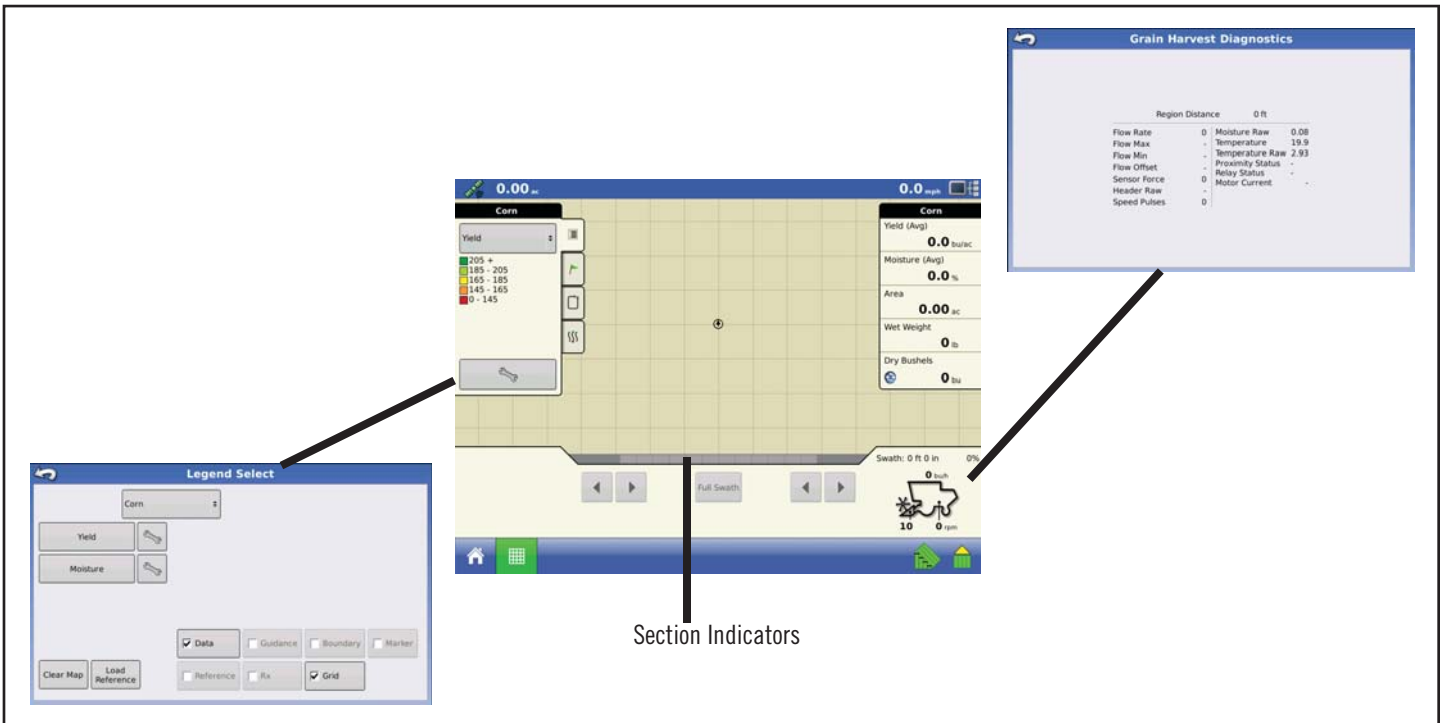 Grain Harvest Diagnostics
Region Distance 0 ft
Flow Rate 0 Moisture Raw 0.08
Flow Max - Temperature 19.9
Flow Min - Temperature Raw 2.93
Flow Offset - Proximity Status -
Sensor Force 0 Relay Status -
Header Raw - Motor Current -
Speed Pulses 0
0.00 ac 0.0 mph
Corn
Yield
205 +
185 - 205
165 - 185
145 - 165
0 - 145
Corn
Yield (Avg)
0.0 bu/ac
Moisture (Avg)
0.0 %
Area
0.00 ac
Wet Weight
0 lb
Dry Bushels
0 bu
Swath: 0 ft 0 in 0%
Full Swath
0 bu/h
10 0 rpm
Legend Select
Corn
Yield
Moisture
Data Guidance Boundary Marker
Clear Map Load Reference
Reference Rx Grid
Section Indicators